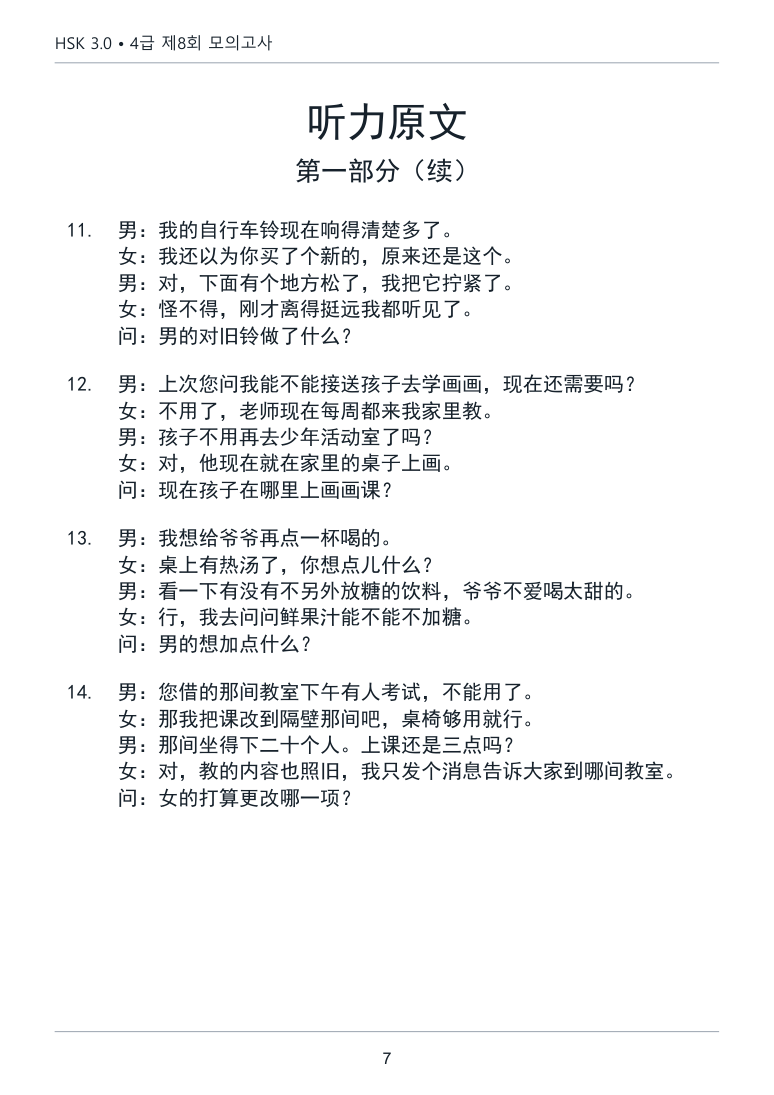 HSK 3.0 • 4급 제8회 모의고사
听力原文
第一部分（续）
11. 男：我的自行车铃现在响得清楚多了。
女：我还以为你买了个新的，原来还是这个。
男：对，下面有个地方松了，我把它拧紧了。
女：怪不得，刚才离得挺远我都听见了。
问：男的对旧铃做了什么？
12. 男：上次您问我能不能接送孩子去学画画，现在还需要吗？
女：不用了，老师现在每周都来我家里教。
男：孩子不用再去少年活动室了吗？
女：对，他现在就在家里的桌子上画。
问：现在孩子在哪里上画画课？
13. 男：我想给爷爷再点一杯喝的。
女：桌上有热汤了，你想点儿什么？
男：看一下有没有不另外放糖的饮料，爷爷不爱喝太甜的。
女：行，我去问问鲜果汁能不能不加糖。
问：男的想加点什么？
14. 男：您借的那间教室下午有人考试，不能用了。
女：那我把课改到隔壁那间吧，桌椅够用就行。
男：那间坐得下二十个人。上课还是三点吗？
女：对，教的内容也照旧，我只发个消息告诉大家到哪间教室。
问：女的打算更改哪一项？
7